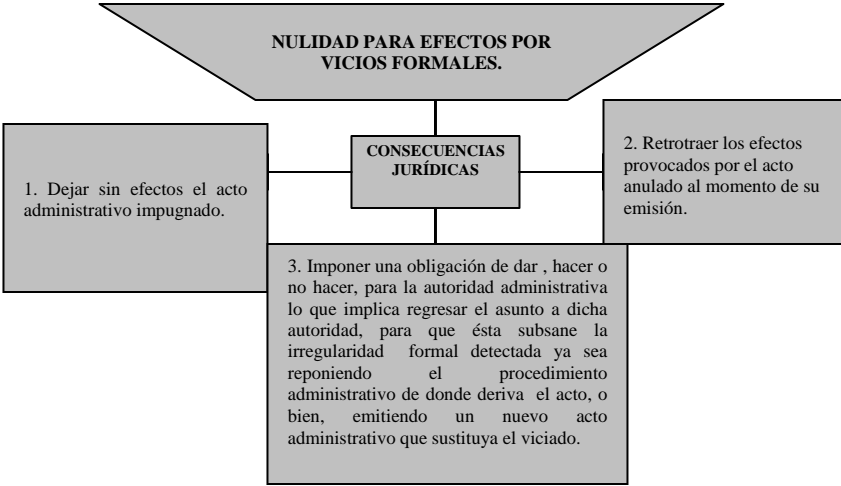 NULIDAD PARA EFECTOS POR
VICIOS FORMALES.
CONSECUENCIAS
JURÍDICAS
1. Dejar sin efectos el acto
administrativo impugnado.
2. Retrotraer los efectos
provocados por el acto
anulado al momento de su
emisión.
3. Imponer una obligación de dar , hacer o
no hacer, para la autoridad administrativa
lo que implica regresar el asunto a dicha
autoridad, para que ésta subsane la
irregularidad formal detectada ya sea
reponiendo el procedimiento
administrativo de donde deriva el acto, o
bien, emitiendo un nuevo acto
administrativo que sustituya el viciado.